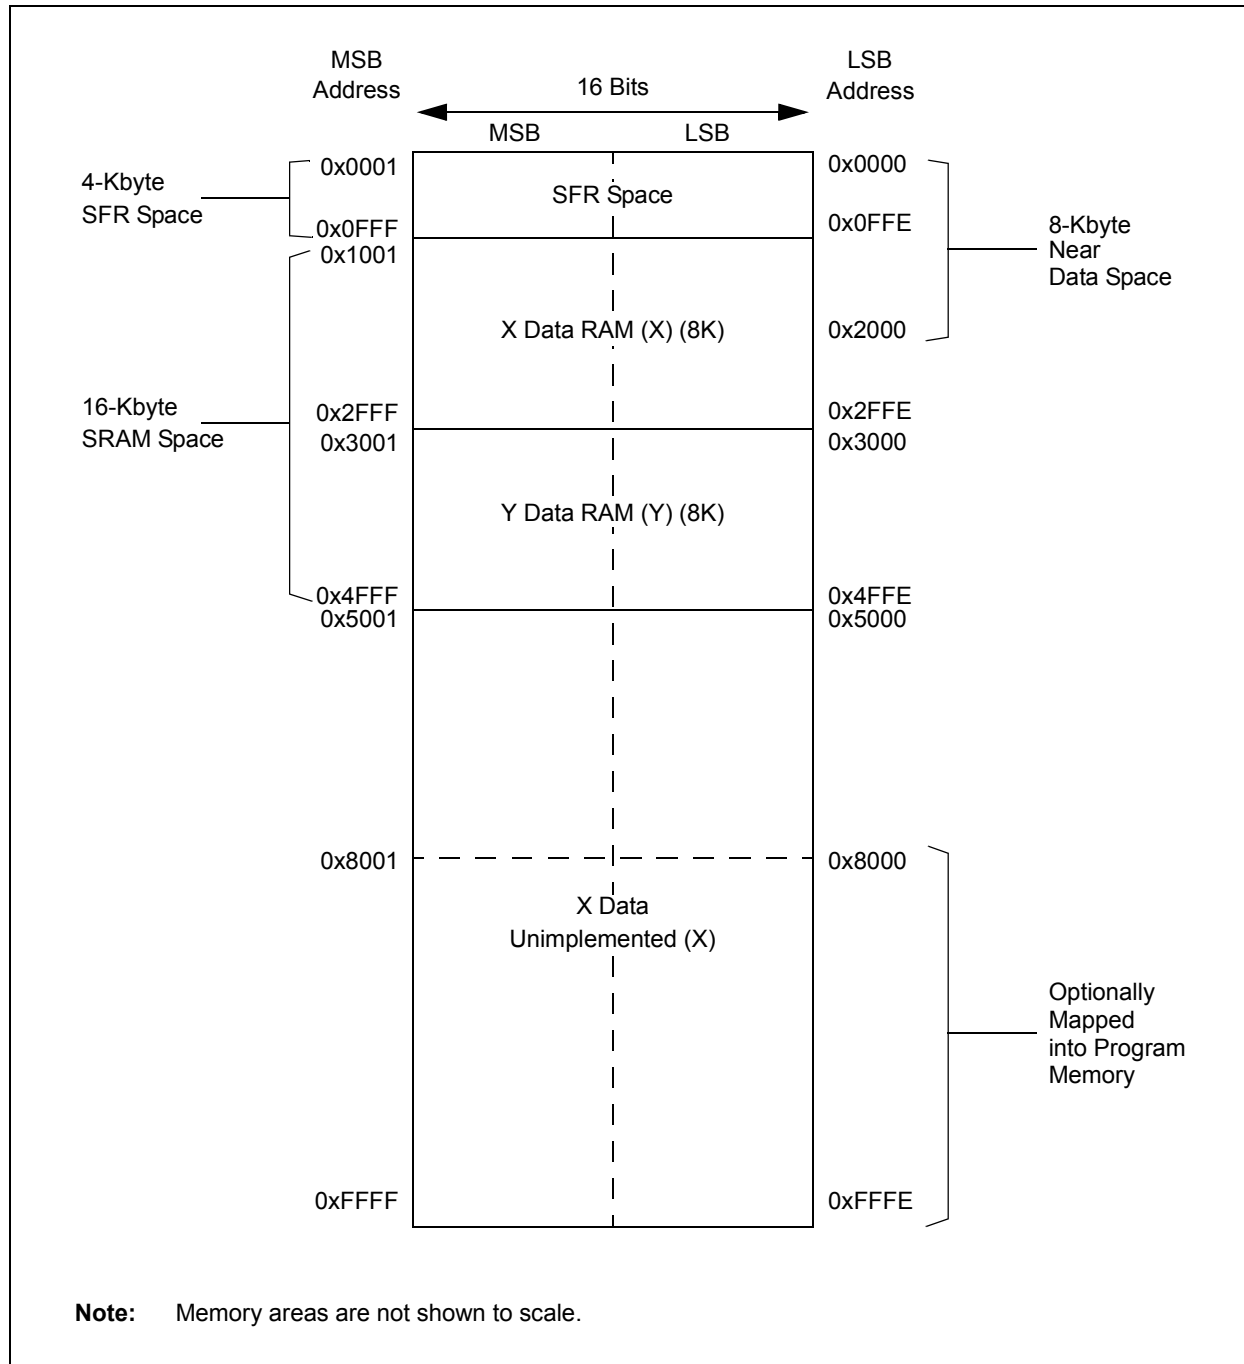 MSB
Address
16 Bits
LSB
Address
MSB
LSB
0x0001
0x0000
4-Kbyte
SFR Space
SFR Space
0x0FFF
0x0FFE
8-Kbyte
Near
Data Space
0x1001
X Data RAM (X) (8K)
0x2000
16-Kbyte
SRAM Space
0x2FFF
0x2FFE
0x3001
0x3000
Y Data RAM (Y) (8K)
0x4FFF
0x4FFE
0x5001
0x5000
0x8001
0x8000
X Data
Unimplemented (X)
Optionally
Mapped
into Program
Memory
0xFFFF
0xFFFE
Note: Memory areas are not shown to scale.